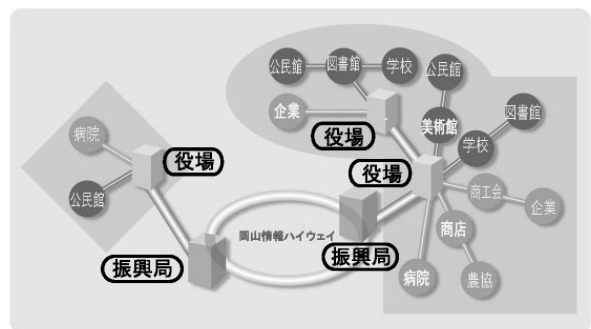 公民館
図書館
学校
公民館
企業
美術館
図書館
役場
学校
病院
役場
役場
公民館
商工会
企業
商店
岡山情報ハイウェイ
振興局
振興局
病院
農協